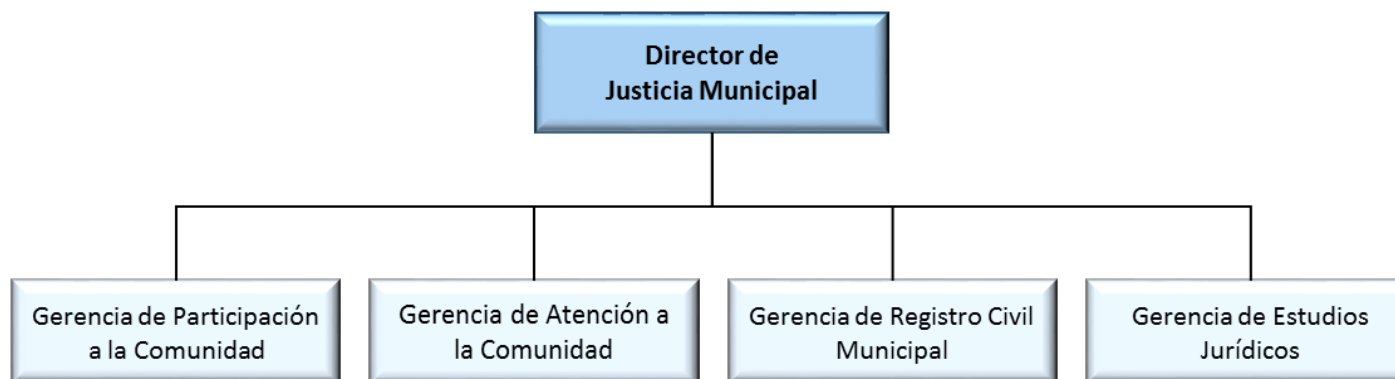 Director de
Justicia Municipal
Gerencia de Participación
a la Comunidad
Gerencia de Atención a
la Comunidad
Gerencia de Registro Civil
Municipal
Gerencia de Estudios
Jurídicos